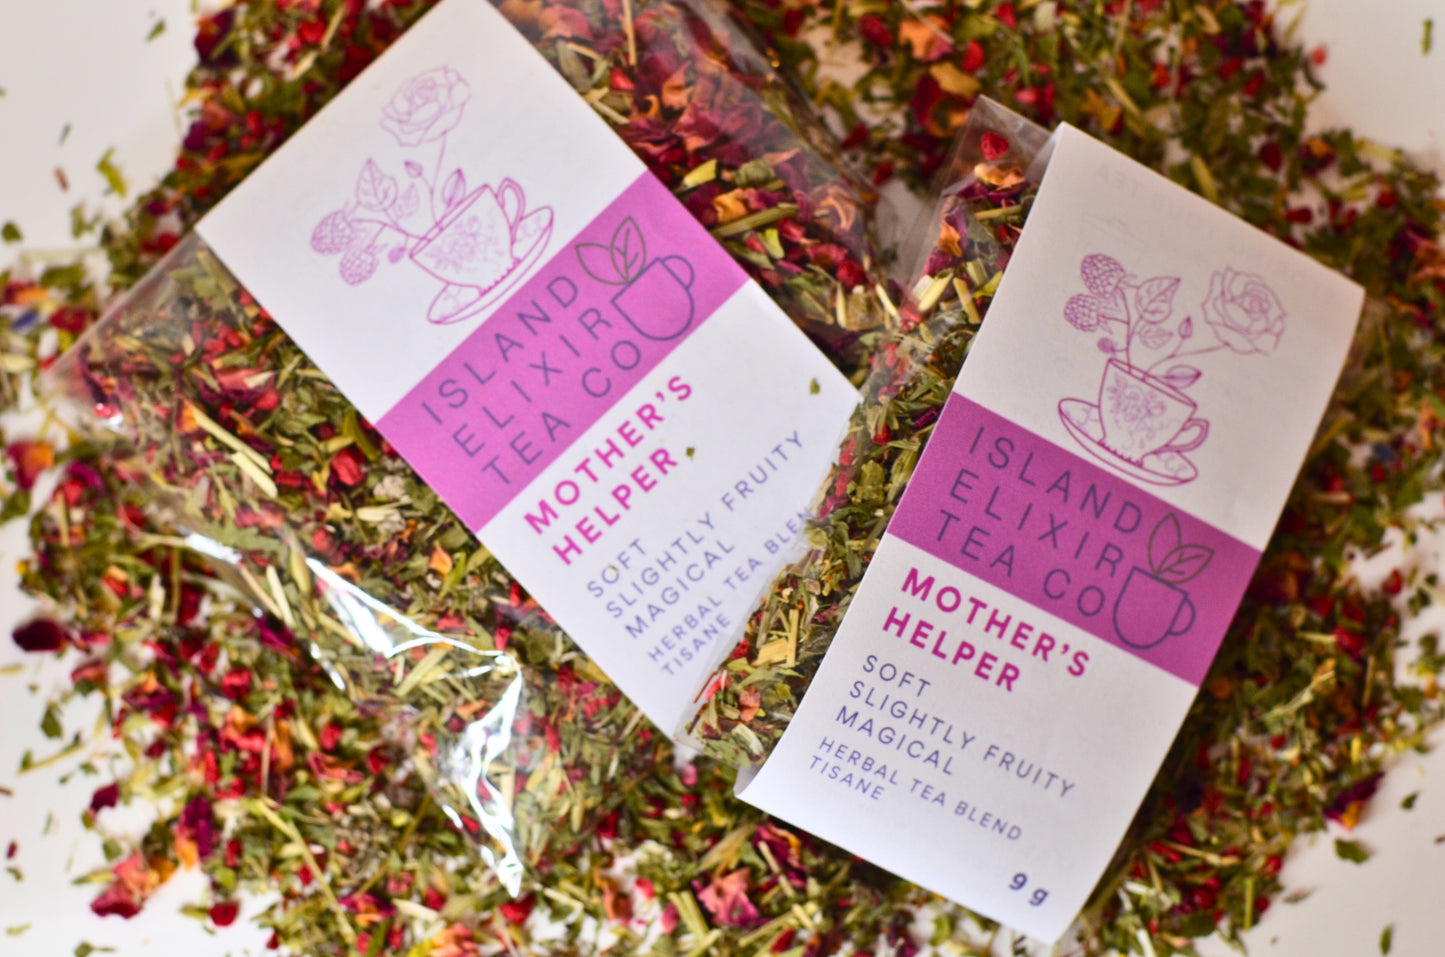 ISLAND
ELIXIR
TEA CO
MOTHER'S
HELPER
SOFT
SLIGHTLY FRUITY
MAGICAL
HERBAL TEA BLEND
TISANE
ISLAND
ELIXIR
TEA CO
MOTHER'S
HELPER
SOFT
SLIGHTLY FRUITY
MAGICAL
HERBAL TEA BLEND
TISANE
9 g